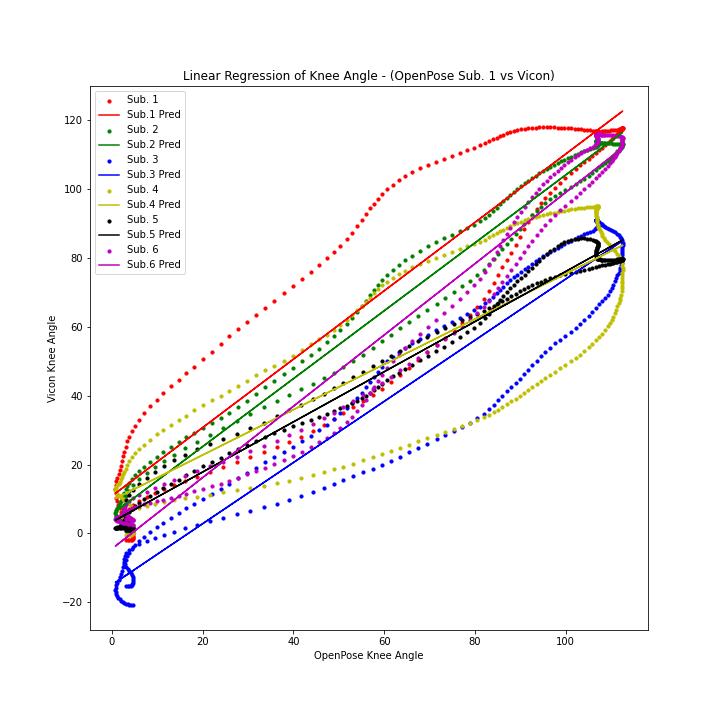 Linear Regression of Knee Angle - (OpenPose Sub. 1 vs Vicon)
Sub. 1
Sub.1 Pred
Sub. 2
Sub.2 Pred
Sub. 3
Sub.3 Pred
Sub. 4
Sub.4 Pred
Sub. 5
Sub.5 Pred
Sub. 6
Sub.6 Pred
Vicon Knee Angle
120
100
80
60
40
20
0
−20
0 20 40 60 80 100
OpenPose Knee Angle